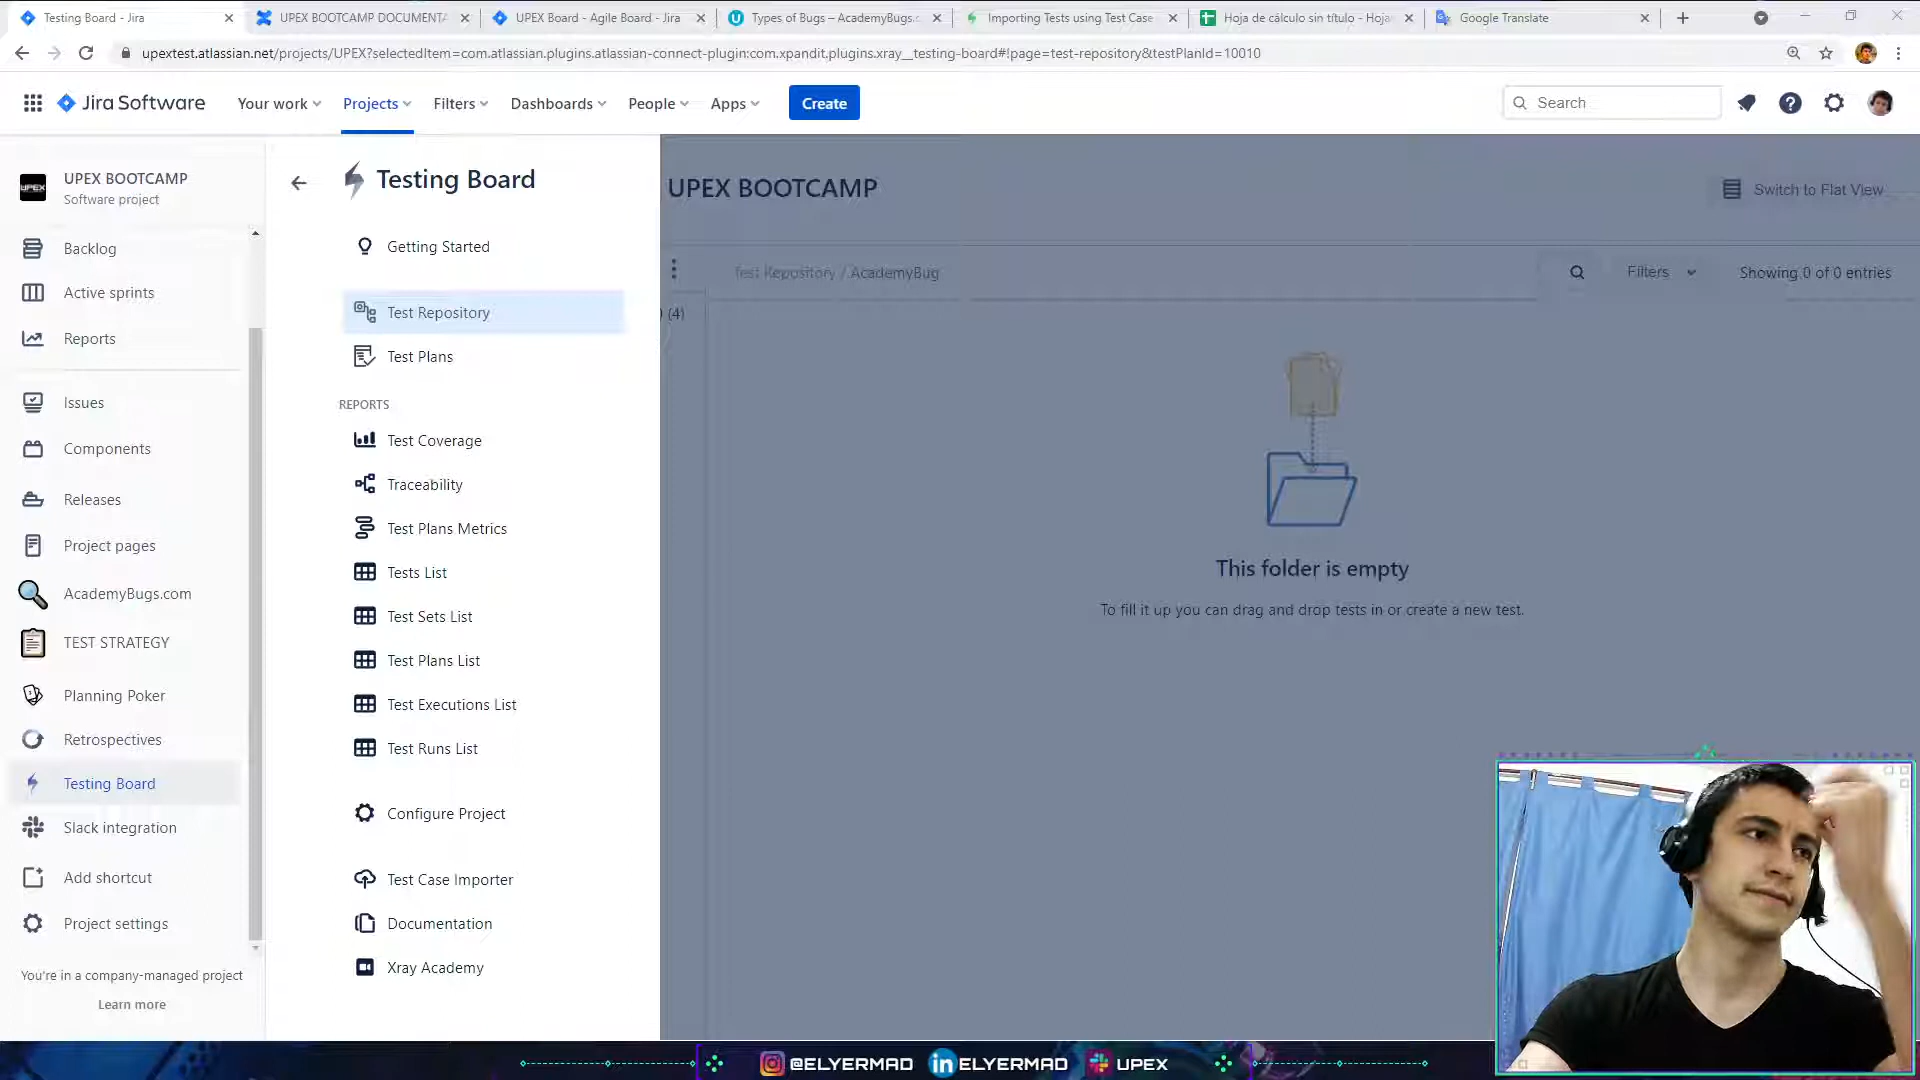 Testing Board - Jira
UPEX BOOTCAMP DOCUMENTA
UPEX Board - Agile Board - Jira
Types of Bugs – AcademyBugs.c
Importing Tests using Test Case
Hoja de cálculo sin título - Hoja
Google Translate
upextest.atlassian.net/projects/UPEX?selectedItem=com.atlassian.plugins.atlassian-connect-plugin:com.xpandit.plugins.xray__testing-board#!page=test-repository&testPlanId=10010
Jira Software
Your work
Projects
Filters
Dashboards
People
Apps
Create
Search
UPEX BOOTCAMP
Software project
Backlog
Active sprints
Reports
Issues
Components
Releases
Project pages
AcademyBugs.com
TEST STRATEGY
Planning Poker
Retrospectives
Testing Board
Slack integration
Add shortcut
Project settings
You're in a company-managed project
Learn more
Testing Board
Getting Started
Test Repository
Test Plans
REPORTS
Test Coverage
Traceability
Test Plans Metrics
Tests List
Test Sets List
Test Plans List
Test Executions List
Test Runs List
Configure Project
Test Case Importer
Documentation
Xray Academy
UPEX BOOTCAMP
Switch to Flat View
Test Repository / AcademyBug
Filters
Showing 0 of 0 entries
(4)
This folder is empty
To fill it up you can drag and drop tests in or create a new test.
@ELYERMAD
ELYERMAD
UPEX